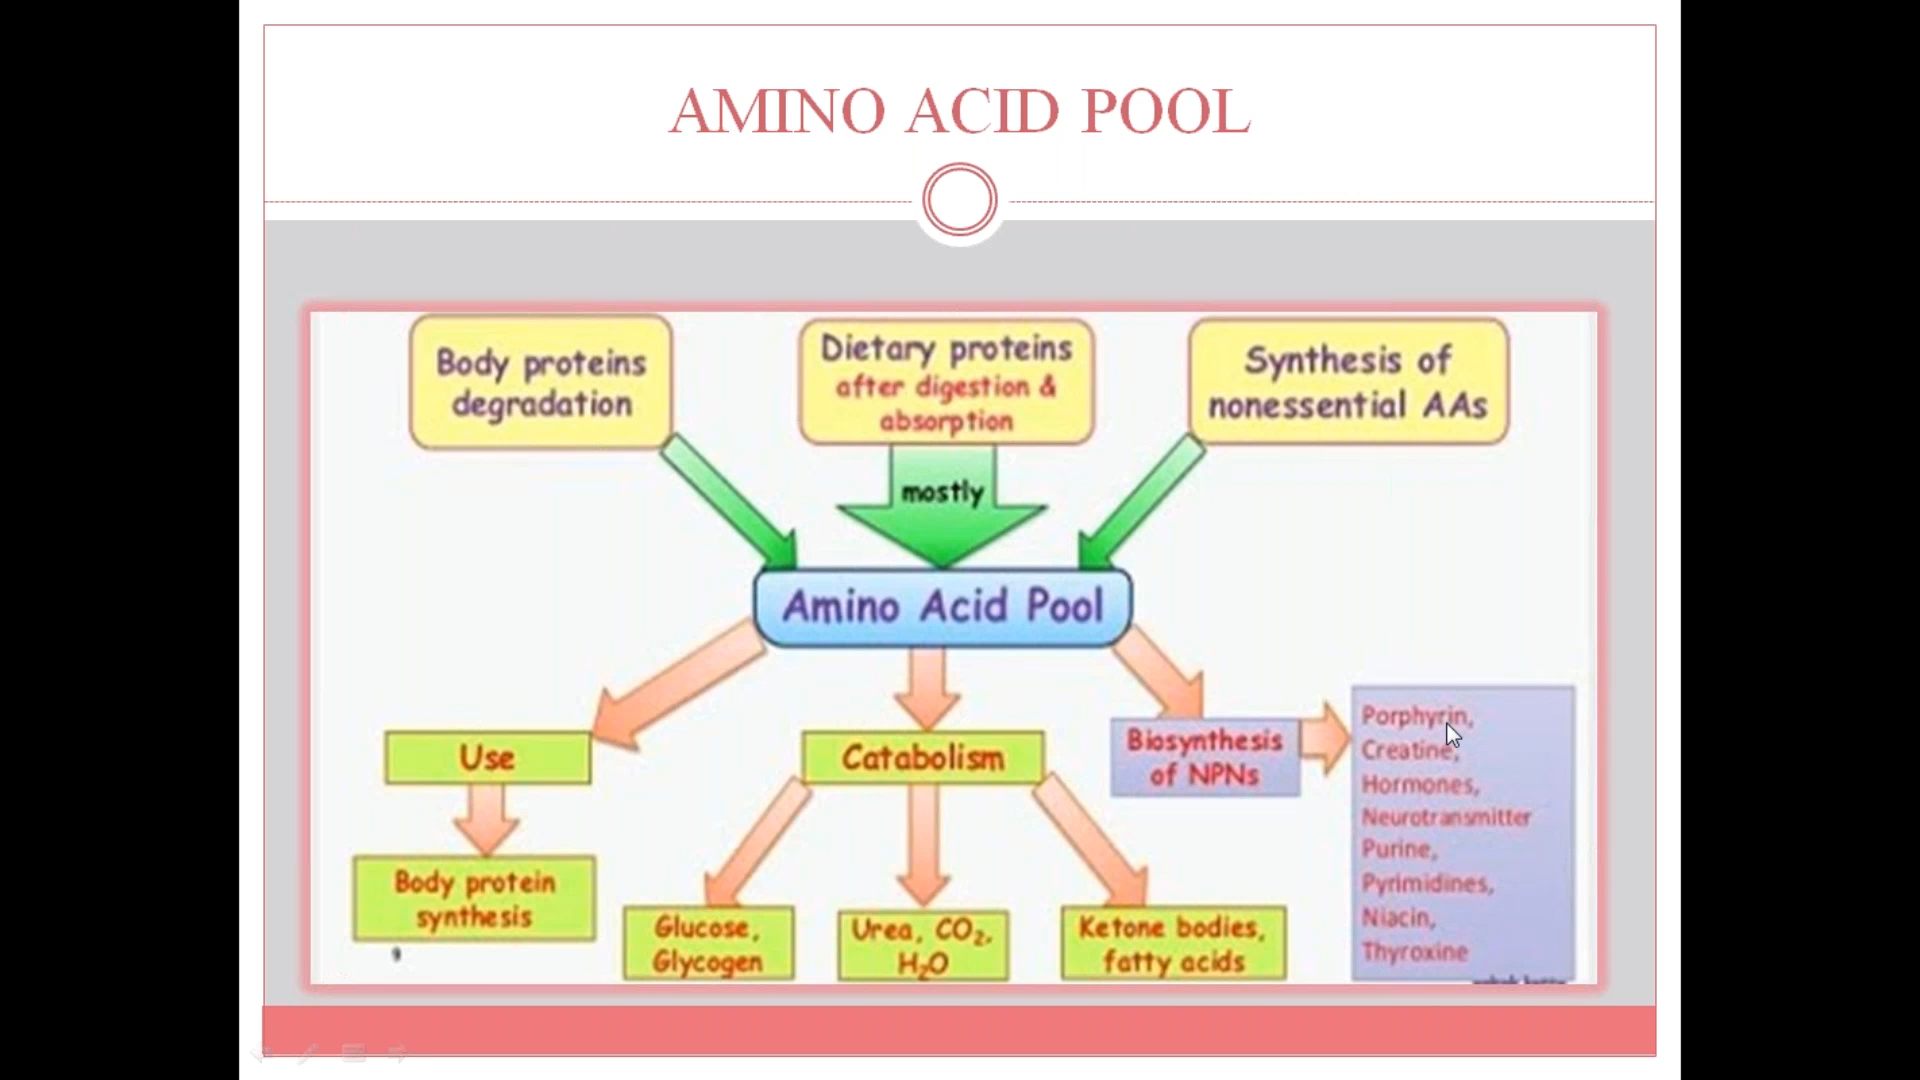 AMINO ACID POOL
Body proteins
degradation
Dietary proteins
after digestion &
absorption
Synthesis of
nonessential AAs
mostly
Amino Acid Pool
Use
Catabolism
Biosynthesis
of NPNs
Porphyrin,
Creatine,
Hormones,
Neurotransmitter
Purine,
Pyrimidines,
Niacin,
Thyroxine
Body protein
synthesis
Glucose,
Glycogen
Urea, CO₂,
H₂O
Ketone bodies,
fatty acids
9